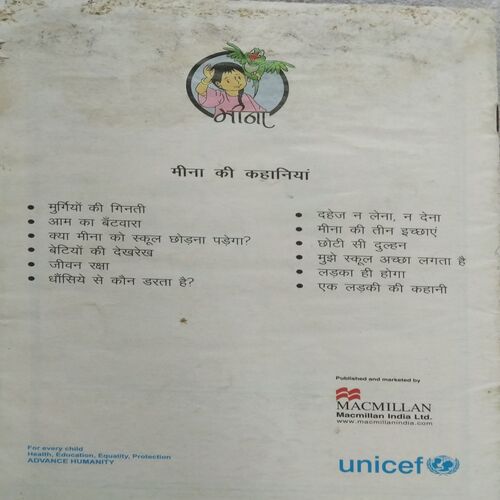 मीना
मीना की कहानियां
मुर्गियों की गिनती
आम का बँटवारा
क्या मीना को स्कूल छोड़ना पड़ेगा?
बेटियों की देखरेख
जीवन रक्षा
धौंसिये से कौन डरता है?
दहेज न लेना, न देना
मीना की तीन इच्छाएं
छोटी सी दुल्हन
मुझे स्कूल अच्छा लगता है
लड़का ही होगा
एक लड़की की कहानी
Published and marketed by
MACMILLAN
Macmillan India Ltd.
www.macmillanindia.com
For every child
Health, Education, Equality, Protection
ADVANCE HUMANITY
unicef